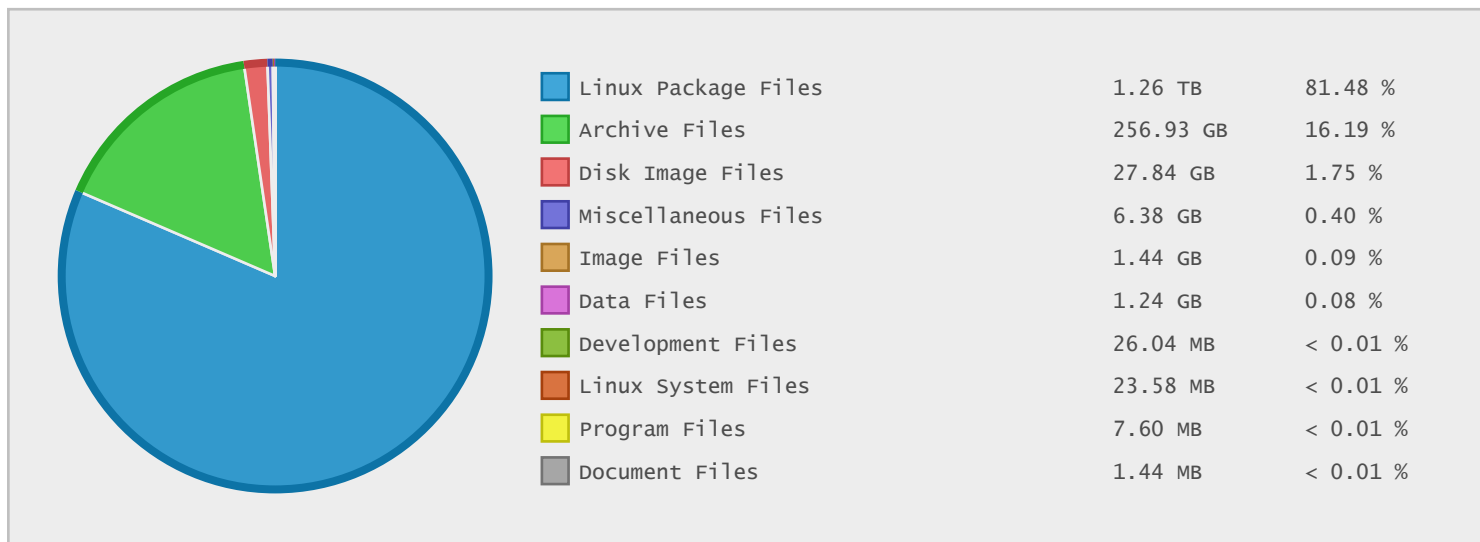 Linux Package Files 1.26 TB 81.48 %
Archive Files 256.93 GB 16.19 %
Disk Image Files 27.84 GB 1.75 %
Miscellaneous Files 6.38 GB 0.40 %
Image Files 1.44 GB 0.09 %
Data Files 1.24 GB 0.08 %
Development Files 26.04 MB < 0.01 %
Linux System Files 23.58 MB < 0.01 %
Program Files 7.60 MB < 0.01 %
Document Files 1.44 MB < 0.01 %